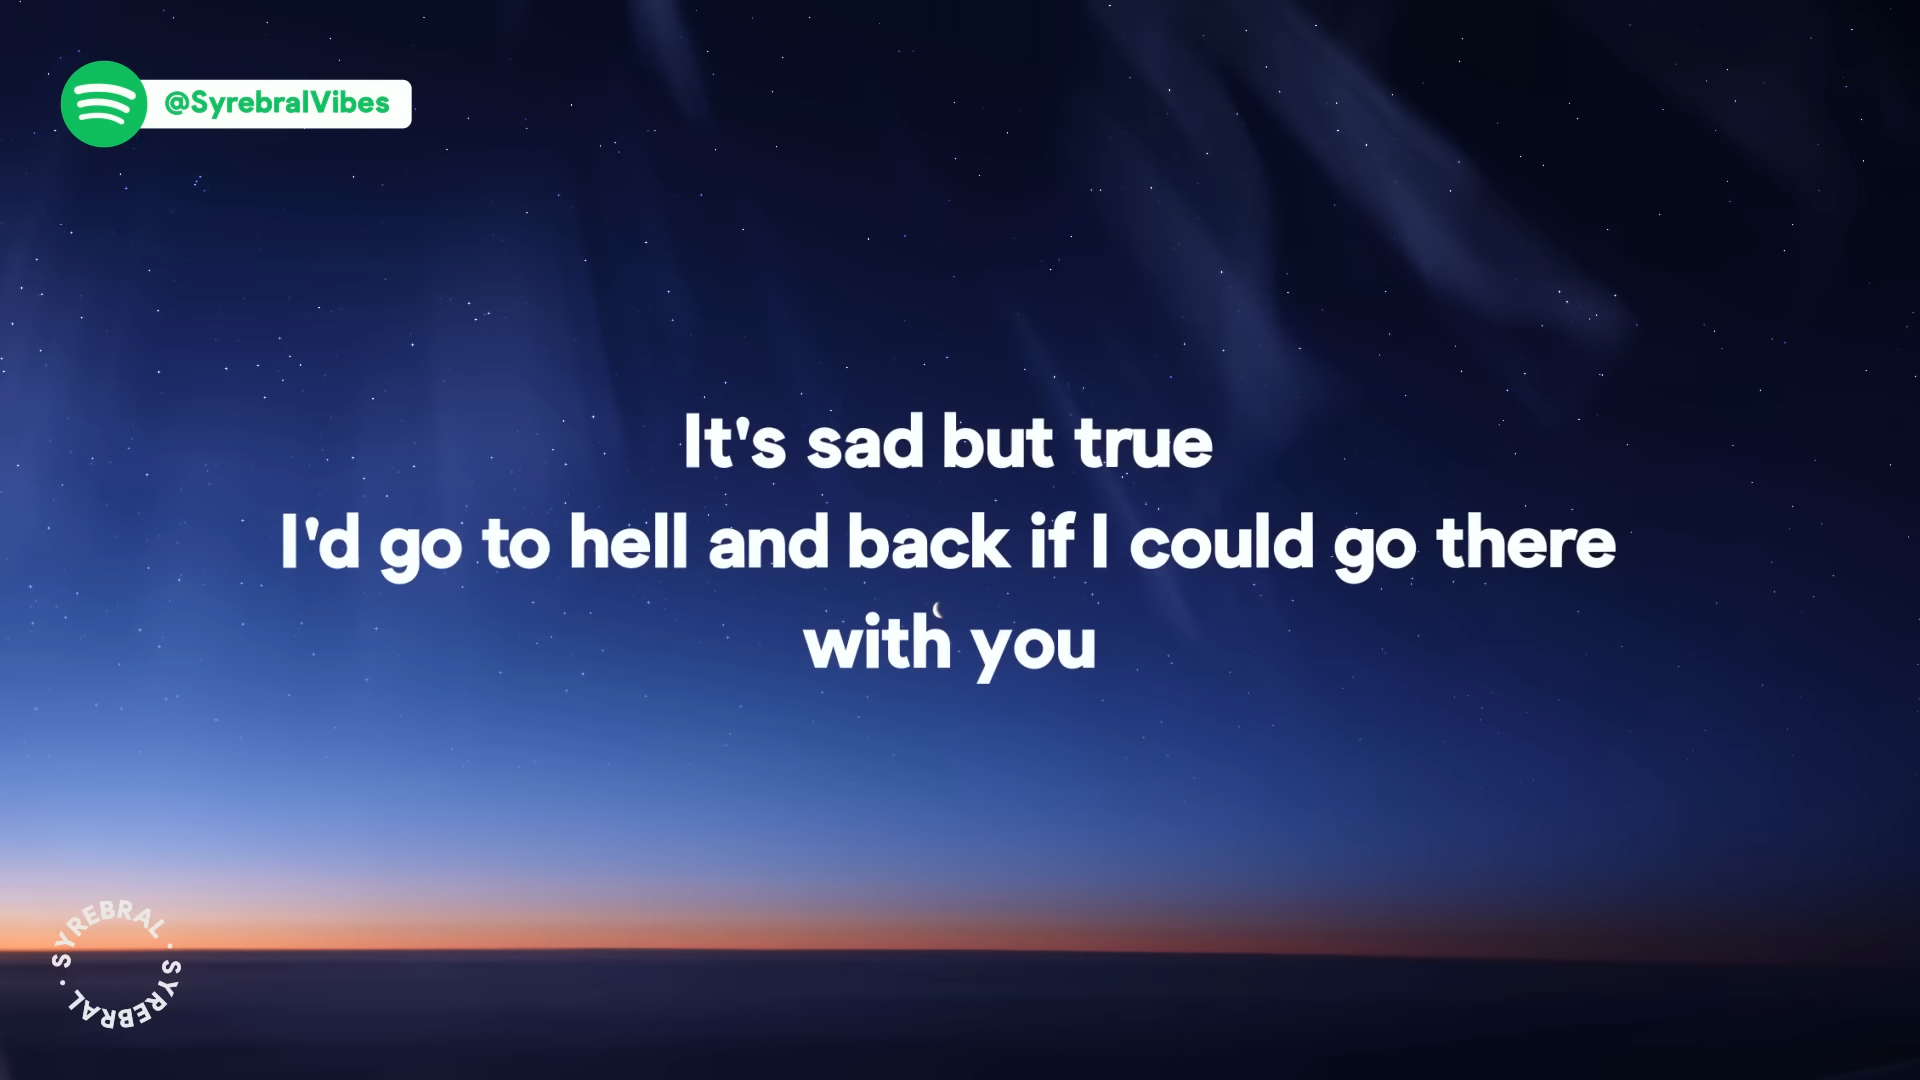 @SyrebralVibes
It's sad but true
I'd go to hell and back if I could go there
with you
SYREBRAL · SYREBRAL ·